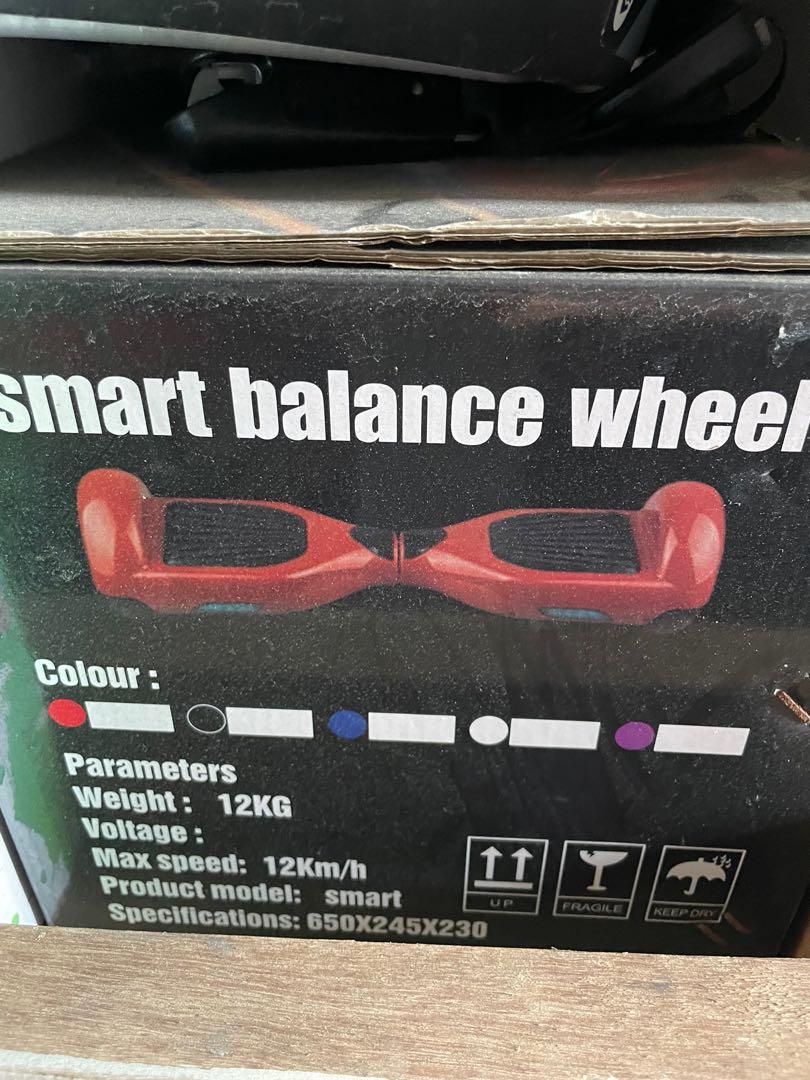 smart balance wheel
Colour :
Parameters
Weight : 12KG
Voltage :
Max speed: 12Km/h
Product model: smart
Specifications: 650X245X230
UP
FRAGILE
KEEP DRY